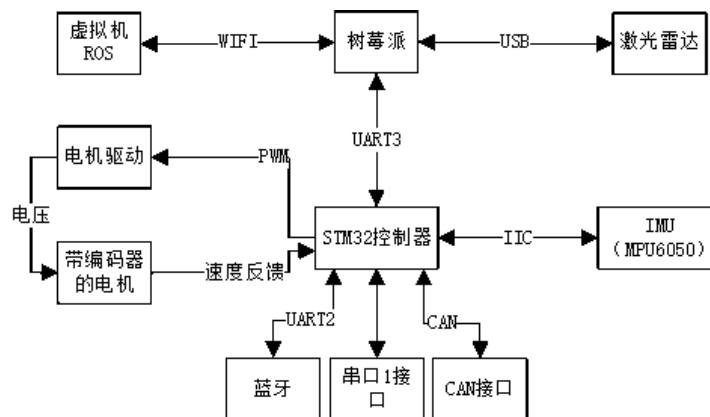 虚拟机
ROS
WIFI
树莓派
USB
激光雷达
UART3
电机驱动
PWM
电压
STM32控制器
IIC
IMU
（MPU6050）
带编码器
的电机
速度反馈
UART2
CAN
蓝牙
串口1接
口
CAN接口